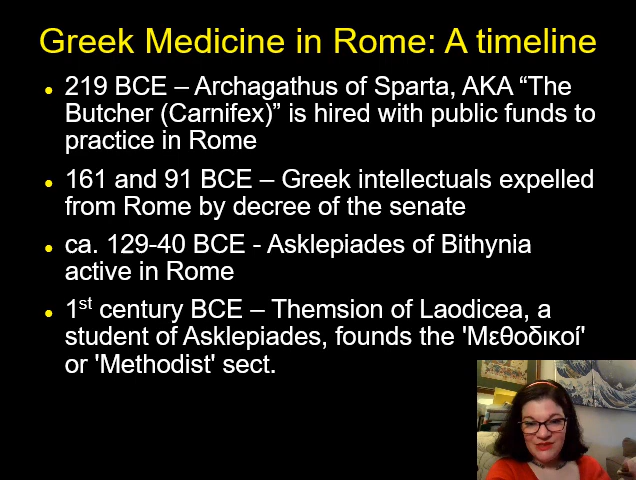 Greek Medicine in Rome: A timeline
219 BCE – Archagathus of Sparta, AKA “The
Butcher (Carnifex)” is hired with public funds to
practice in Rome
161 and 91 BCE – Greek intellectuals expelled
from Rome by decree of the senate
ca. 129-40 BCE - Asklepiades of Bithynia
active in Rome
1st century BCE – Themsion of Laodicea, a
student of Asklepiades, founds the 'Μεθοδικοί'
or 'Methodist' sect.